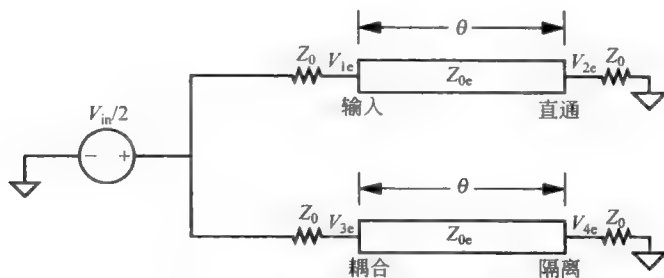 θ
Z₀ V₁ₑ Z₀ₑ V₂ₑ Z₀
输入 直通
Vᵢₙ/2
− +
θ
Z₀ V₃ₑ Z₀ₑ V₄ₑ Z₀
耦合 隔离